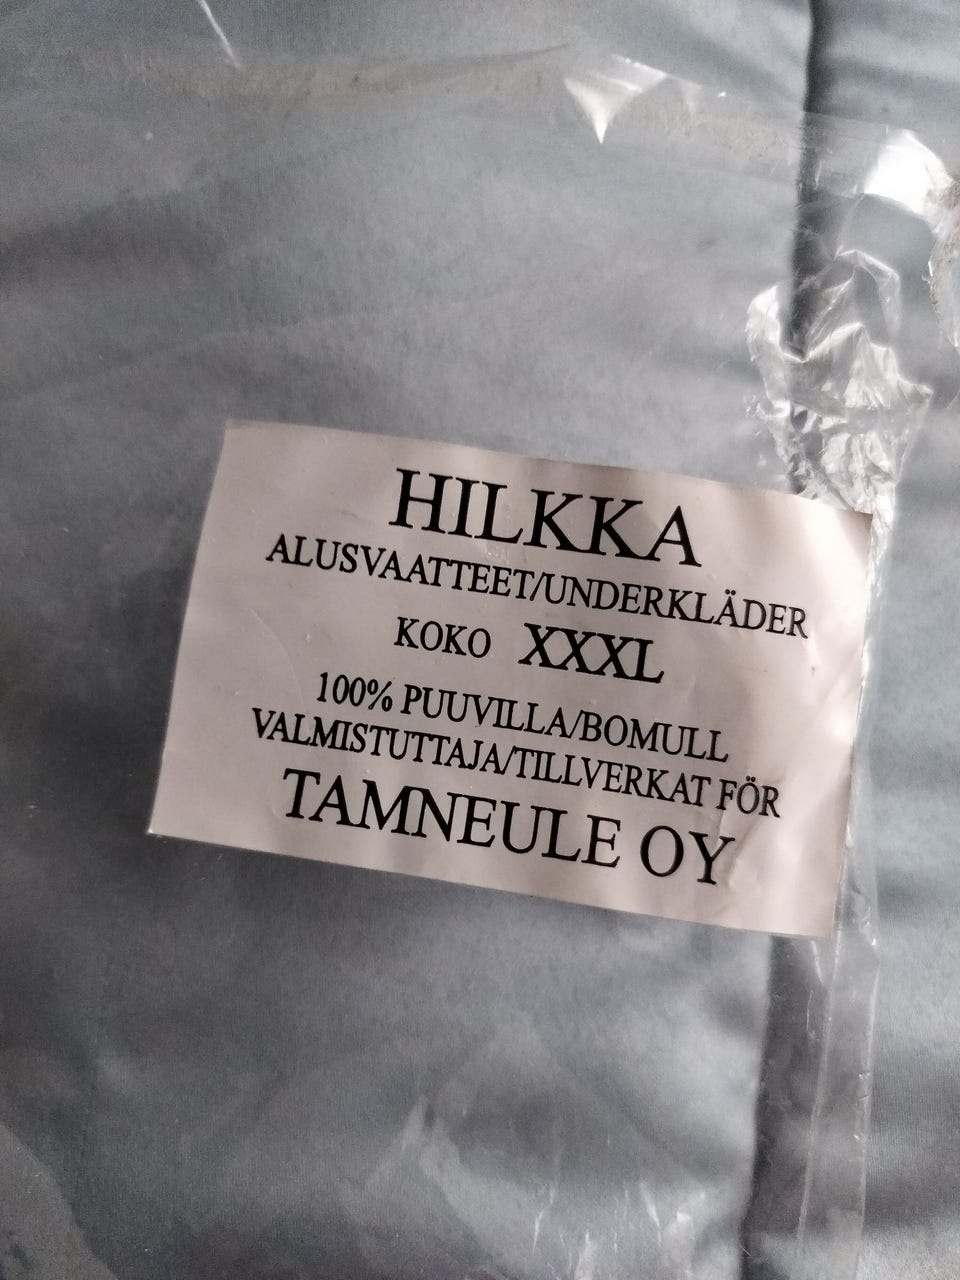 HILKKA
ALUSVAATTEET/UNDERKLÄDER
KOKO XXXL
100% PUUVILLA/BOMULL
VALMISTUTTAJA/TILLVERKAT FÖR
TAMNEULE OY